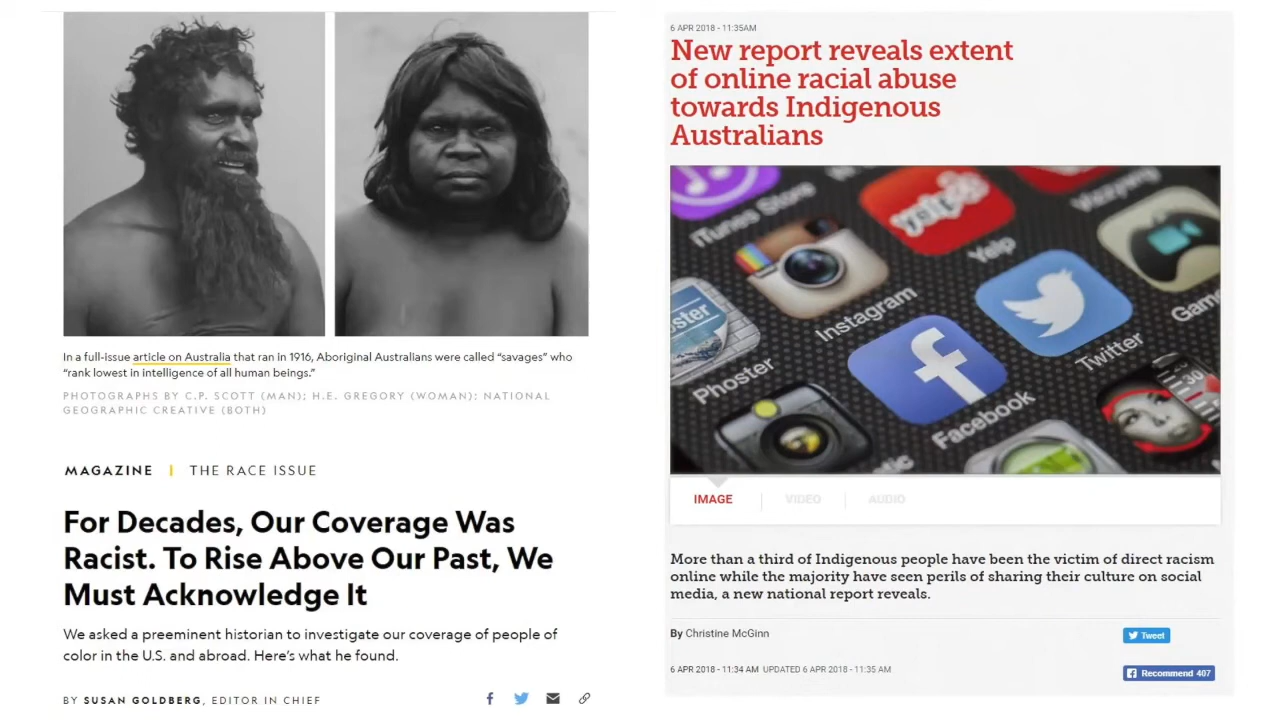 In a full-issue article on Australia that ran in 1916, Aboriginal Australians were called “savages” who
“rank lowest in intelligence of all human beings.”
PHOTOGRAPHS BY C.P. SCOTT (MAN); H.E. GREGORY (WOMAN); NATIONAL
GEOGRAPHIC CREATIVE (BOTH)
MAGAZINE | THE RACE ISSUE
For Decades, Our Coverage Was
Racist. To Rise Above Our Past, We
Must Acknowledge It
We asked a preeminent historian to investigate our coverage of people of
color in the U.S. and abroad. Here’s what he found.
BY SUSAN GOLDBERG, EDITOR IN CHIEF
6 APR 2018 - 11:35AM
New report reveals extent
of online racial abuse
towards Indigenous
Australians
iTunes Store
yelp
Yelp
Instagram
Phoster
Twitter
Facebook
30
IMAGE
VIDEO
AUDIO
More than a third of Indigenous people have been the victim of direct racism
online while the majority have seen perils of sharing their culture on social
media, a new national report reveals.
By Christine McGinn
Tweet
6 APR 2018 - 11:34 AM UPDATED 6 APR 2018 - 11:35 AM
Recommend 407